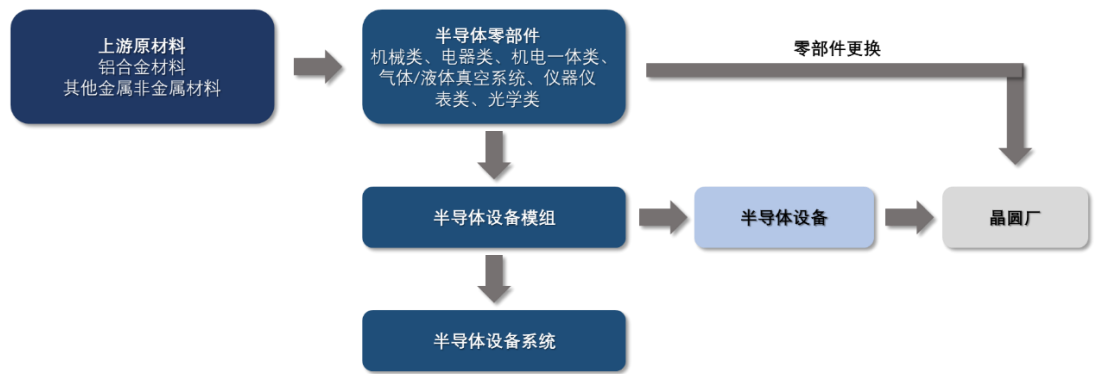 上游原材料
铝合金材料
其他金属非金属材料
半导体零部件
机械类、电器类、机电一体类、
气体/液体真空系统、仪器仪
表类、光学类
零部件更换
半导体设备模组
半导体设备
晶圆厂
半导体设备系统